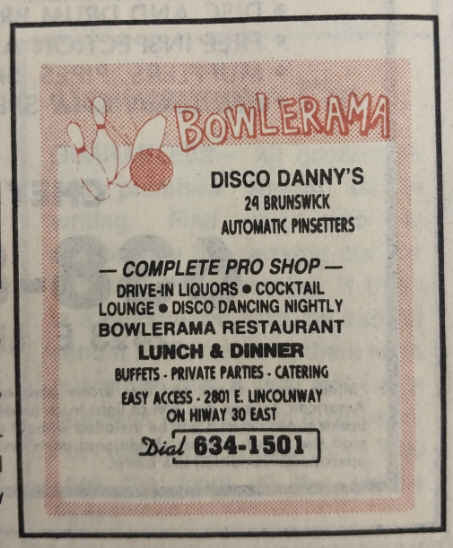 BOWLERAMA
DISCO DANNY'S
24 BRUNSWICK
AUTOMATIC PINSETTERS
— COMPLETE PRO SHOP —
DRIVE-IN LIQUORS ● COCKTAIL
LOUNGE ● DISCO DANCING NIGHTLY
BOWLERAMA RESTAURANT
LUNCH & DINNER
BUFFETS - PRIVATE PARTIES - CATERING
EASY ACCESS - 2801 E. LINCOLNWAY
ON HIWAY 30 EAST
Dial 634-1501